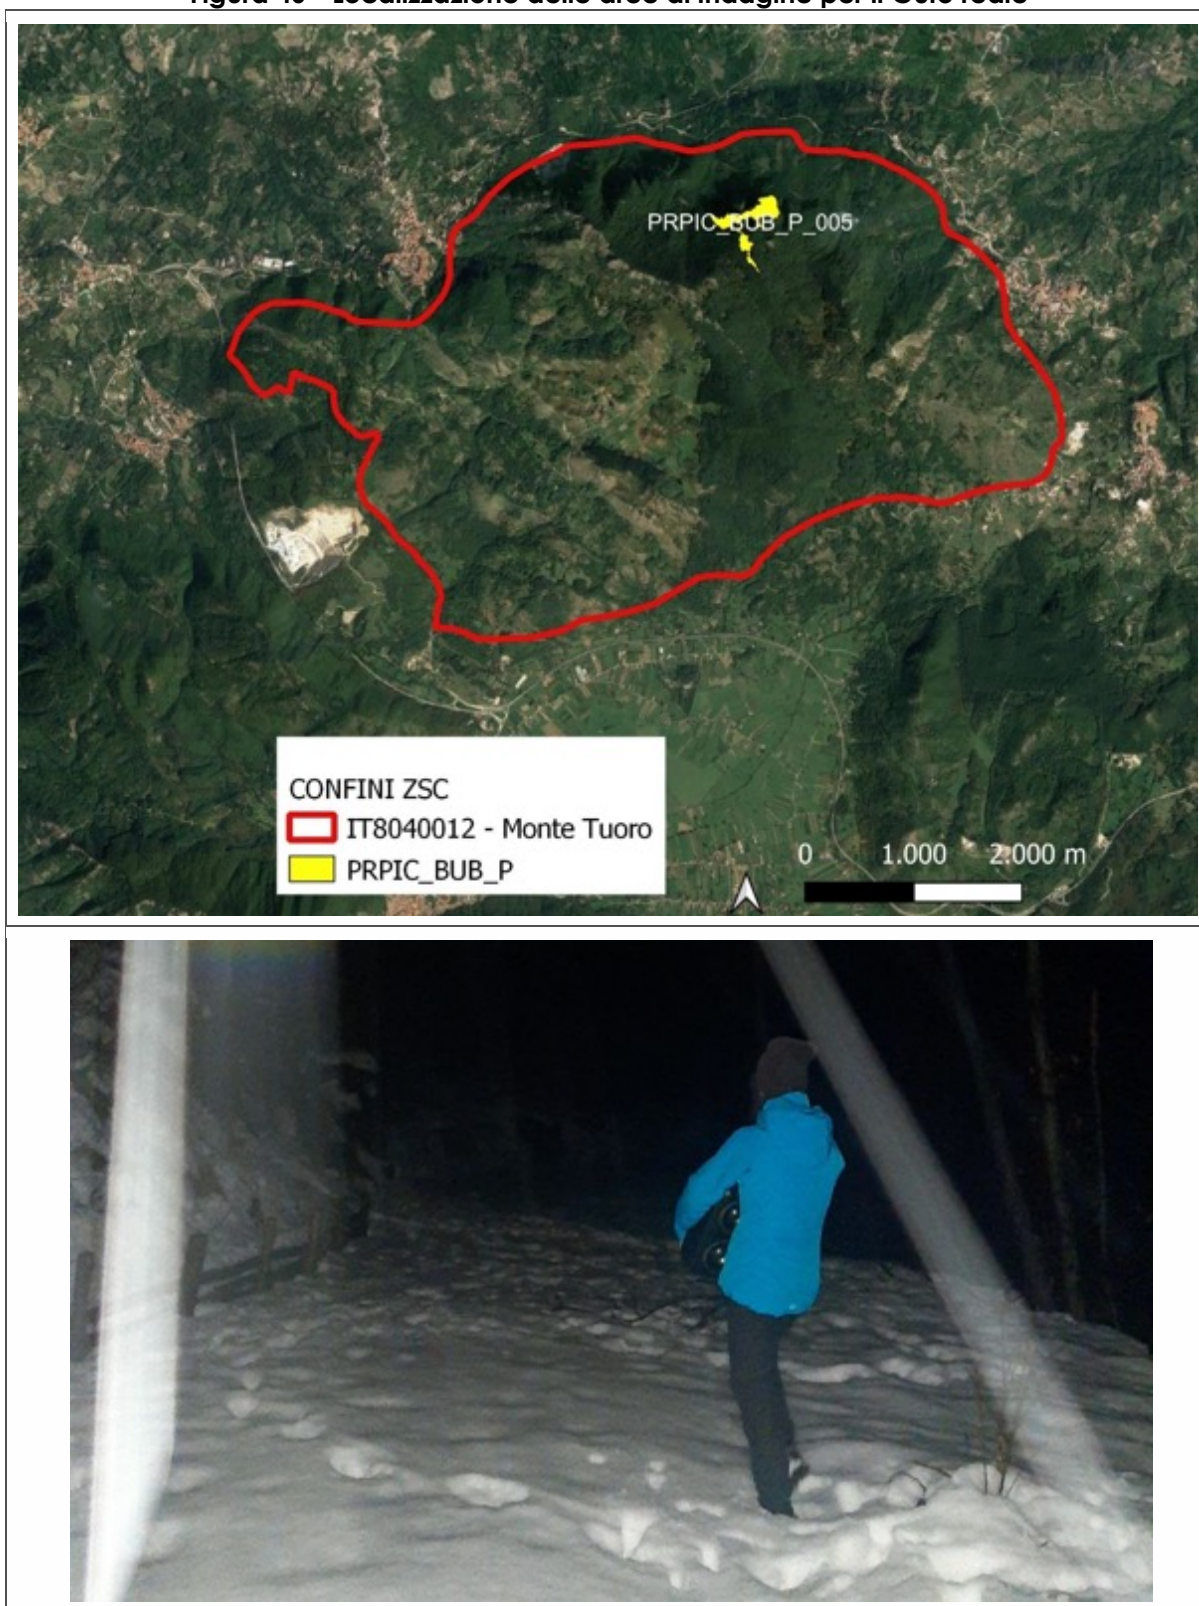 PRPIC_BUB_P_005
CONFINI ZSC
IT8040012 - Monte Tuoro
PRPIC_BUB_P
0 1.000 2.000 m